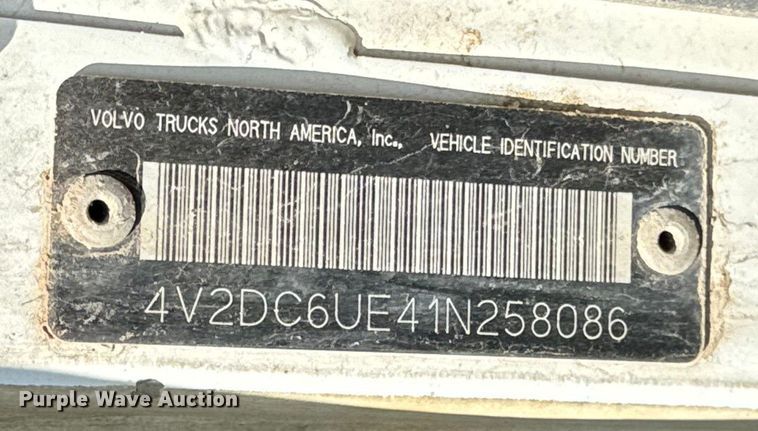 VOLVO TRUCKS NORTH AMERICA, Inc., VEHICLE IDENTIFICATION NUMBER
4V2DC6UE41N258086
Purple Wave Auction